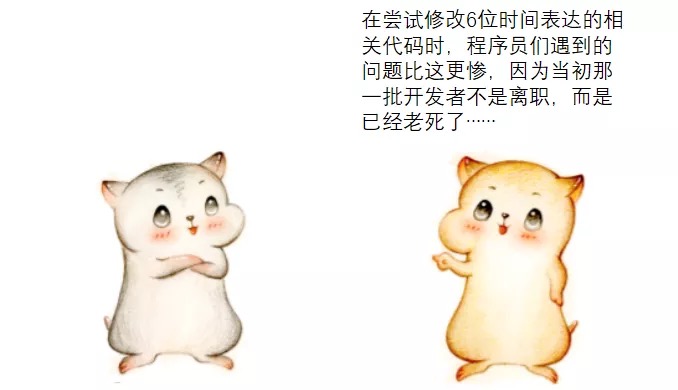 在尝试修改6位时间表达的相
关代码时，程序员们遇到的
问题比这更惨，因为当初那
一批开发者不是离职，而是
已经老死了……